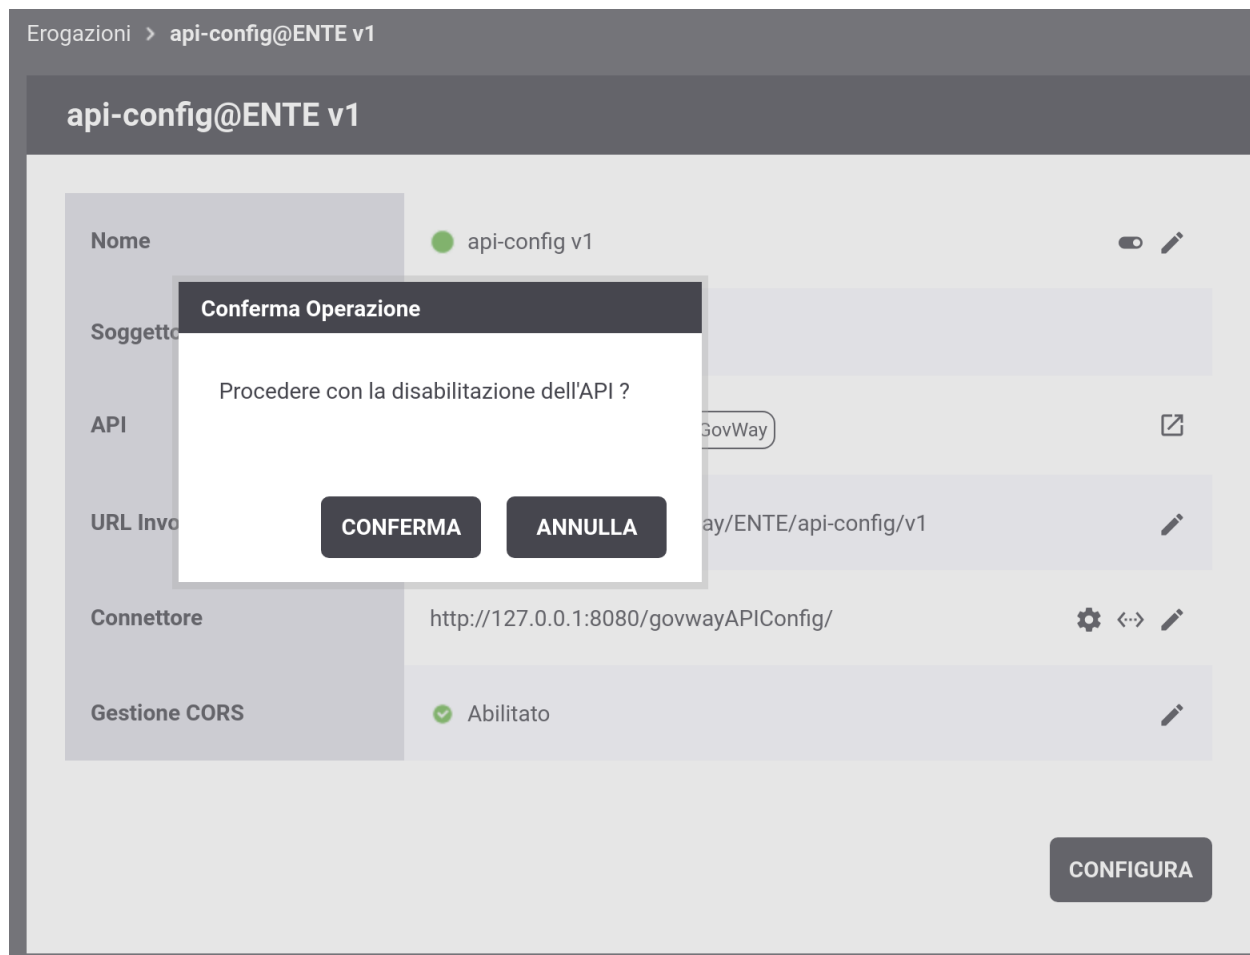 Erogazioni > api-config@ENTE v1
api-config@ENTE v1
Nome api-config v1
Conferma Operazione
Soggetto
Procedere con la disabilitazione dell'API ?
API GovWay
URL Invo ay/ENTE/api-config/v1
CONFERMA ANNULLA
Connettore http://127.0.0.1:8080/govwayAPIConfig/
Gestione CORS Abilitato
CONFIGURA